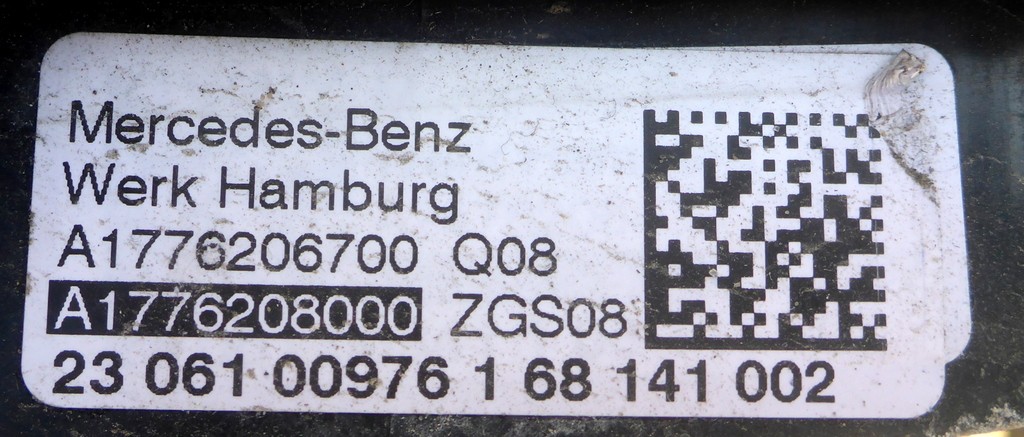 Mercedes-Benz
Werk Hamburg
A1776206700 Q08
A1776208000 ZGS08
23 061 00976 1 68 141 002